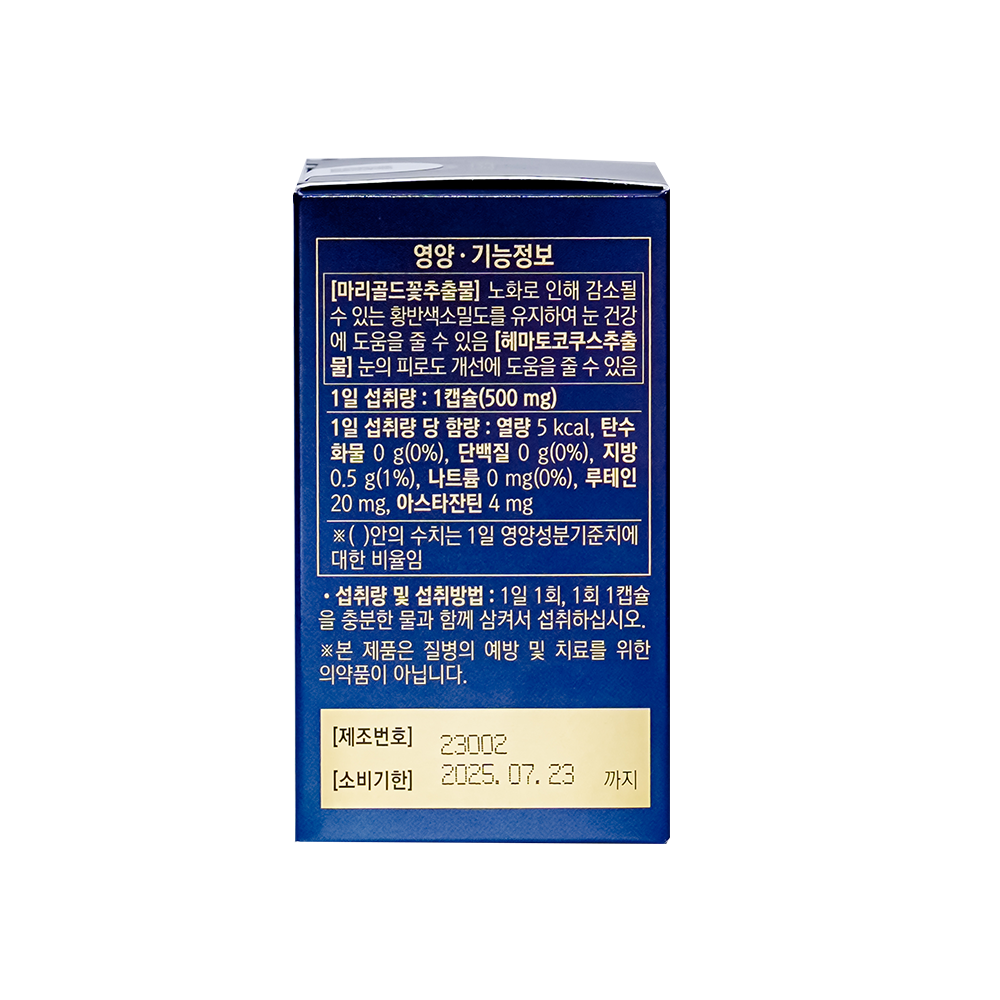 영양 · 기능정보
[마리골드꽃추출물] 노화로 인해 감소될
수 있는 황반색소밀도를 유지하여 눈 건강
에 도움을 줄 수 있음 [헤마토코쿠스추출
물] 눈의 피로도 개선에 도움을 줄 수 있음
1일 섭취량 : 1캡슐(500 mg)
1일 섭취량 당 함량 : 열량 5 kcal, 탄수
화물 0 g(0%), 단백질 0 g(0%), 지방
0.5 g(1%), 나트륨 0 mg(0%), 루테인
20 mg, 아스타잔틴 4 mg
※( )안의 수치는 1일 영양성분기준치에
대한 비율임
• 섭취량 및 섭취방법 : 1일 1회, 1회 1캡슐
을 충분한 물과 함께 삼켜서 섭취하십시오.
※본 제품은 질병의 예방 및 치료를 위한
의약품이 아닙니다.
[제조번호] 23002
[소비기한] 2025. 07. 23 까지